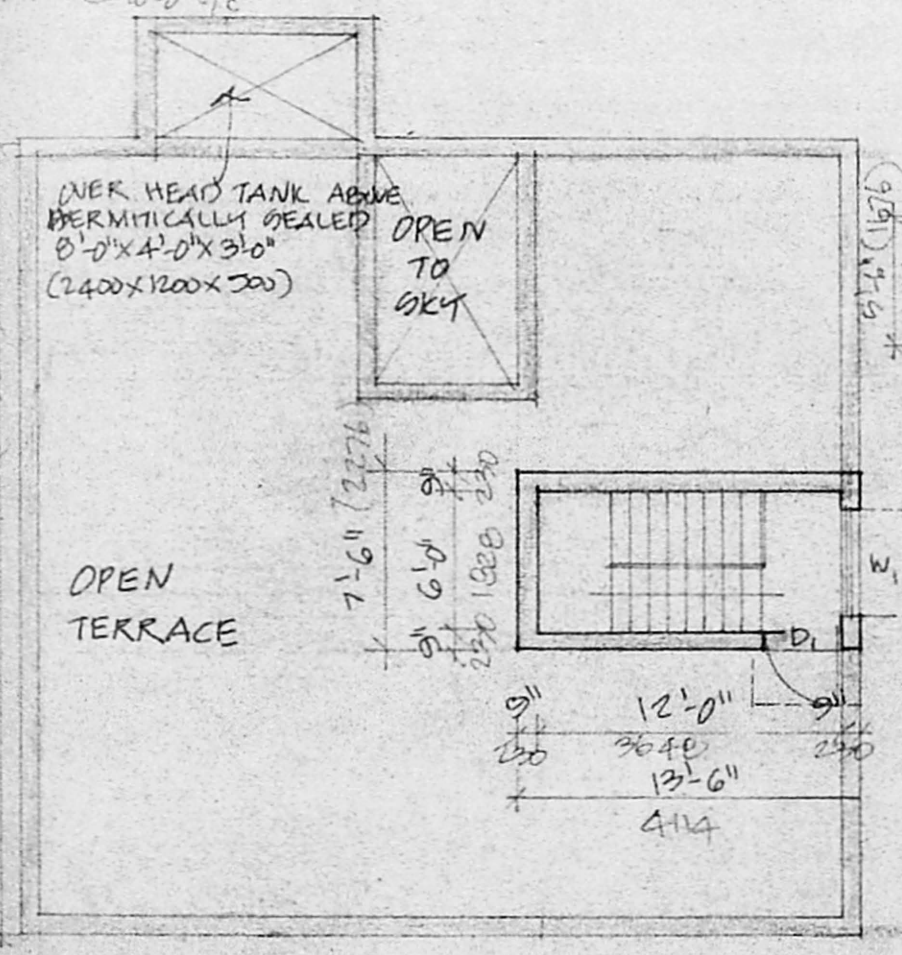 OVER HEAD TANK ABOVE
HERMITICALLY SEALED
8'-0"X4'-0"X3'-0"
(2400X1200X900)
OPEN
TO
SKY
7'-6" (2276)
9" 6'-0" 9"
230 1828 230
OPEN
TERRACE
D1
W1
9" 12'-0" 9"
230 3648 230
13'-6"
4114